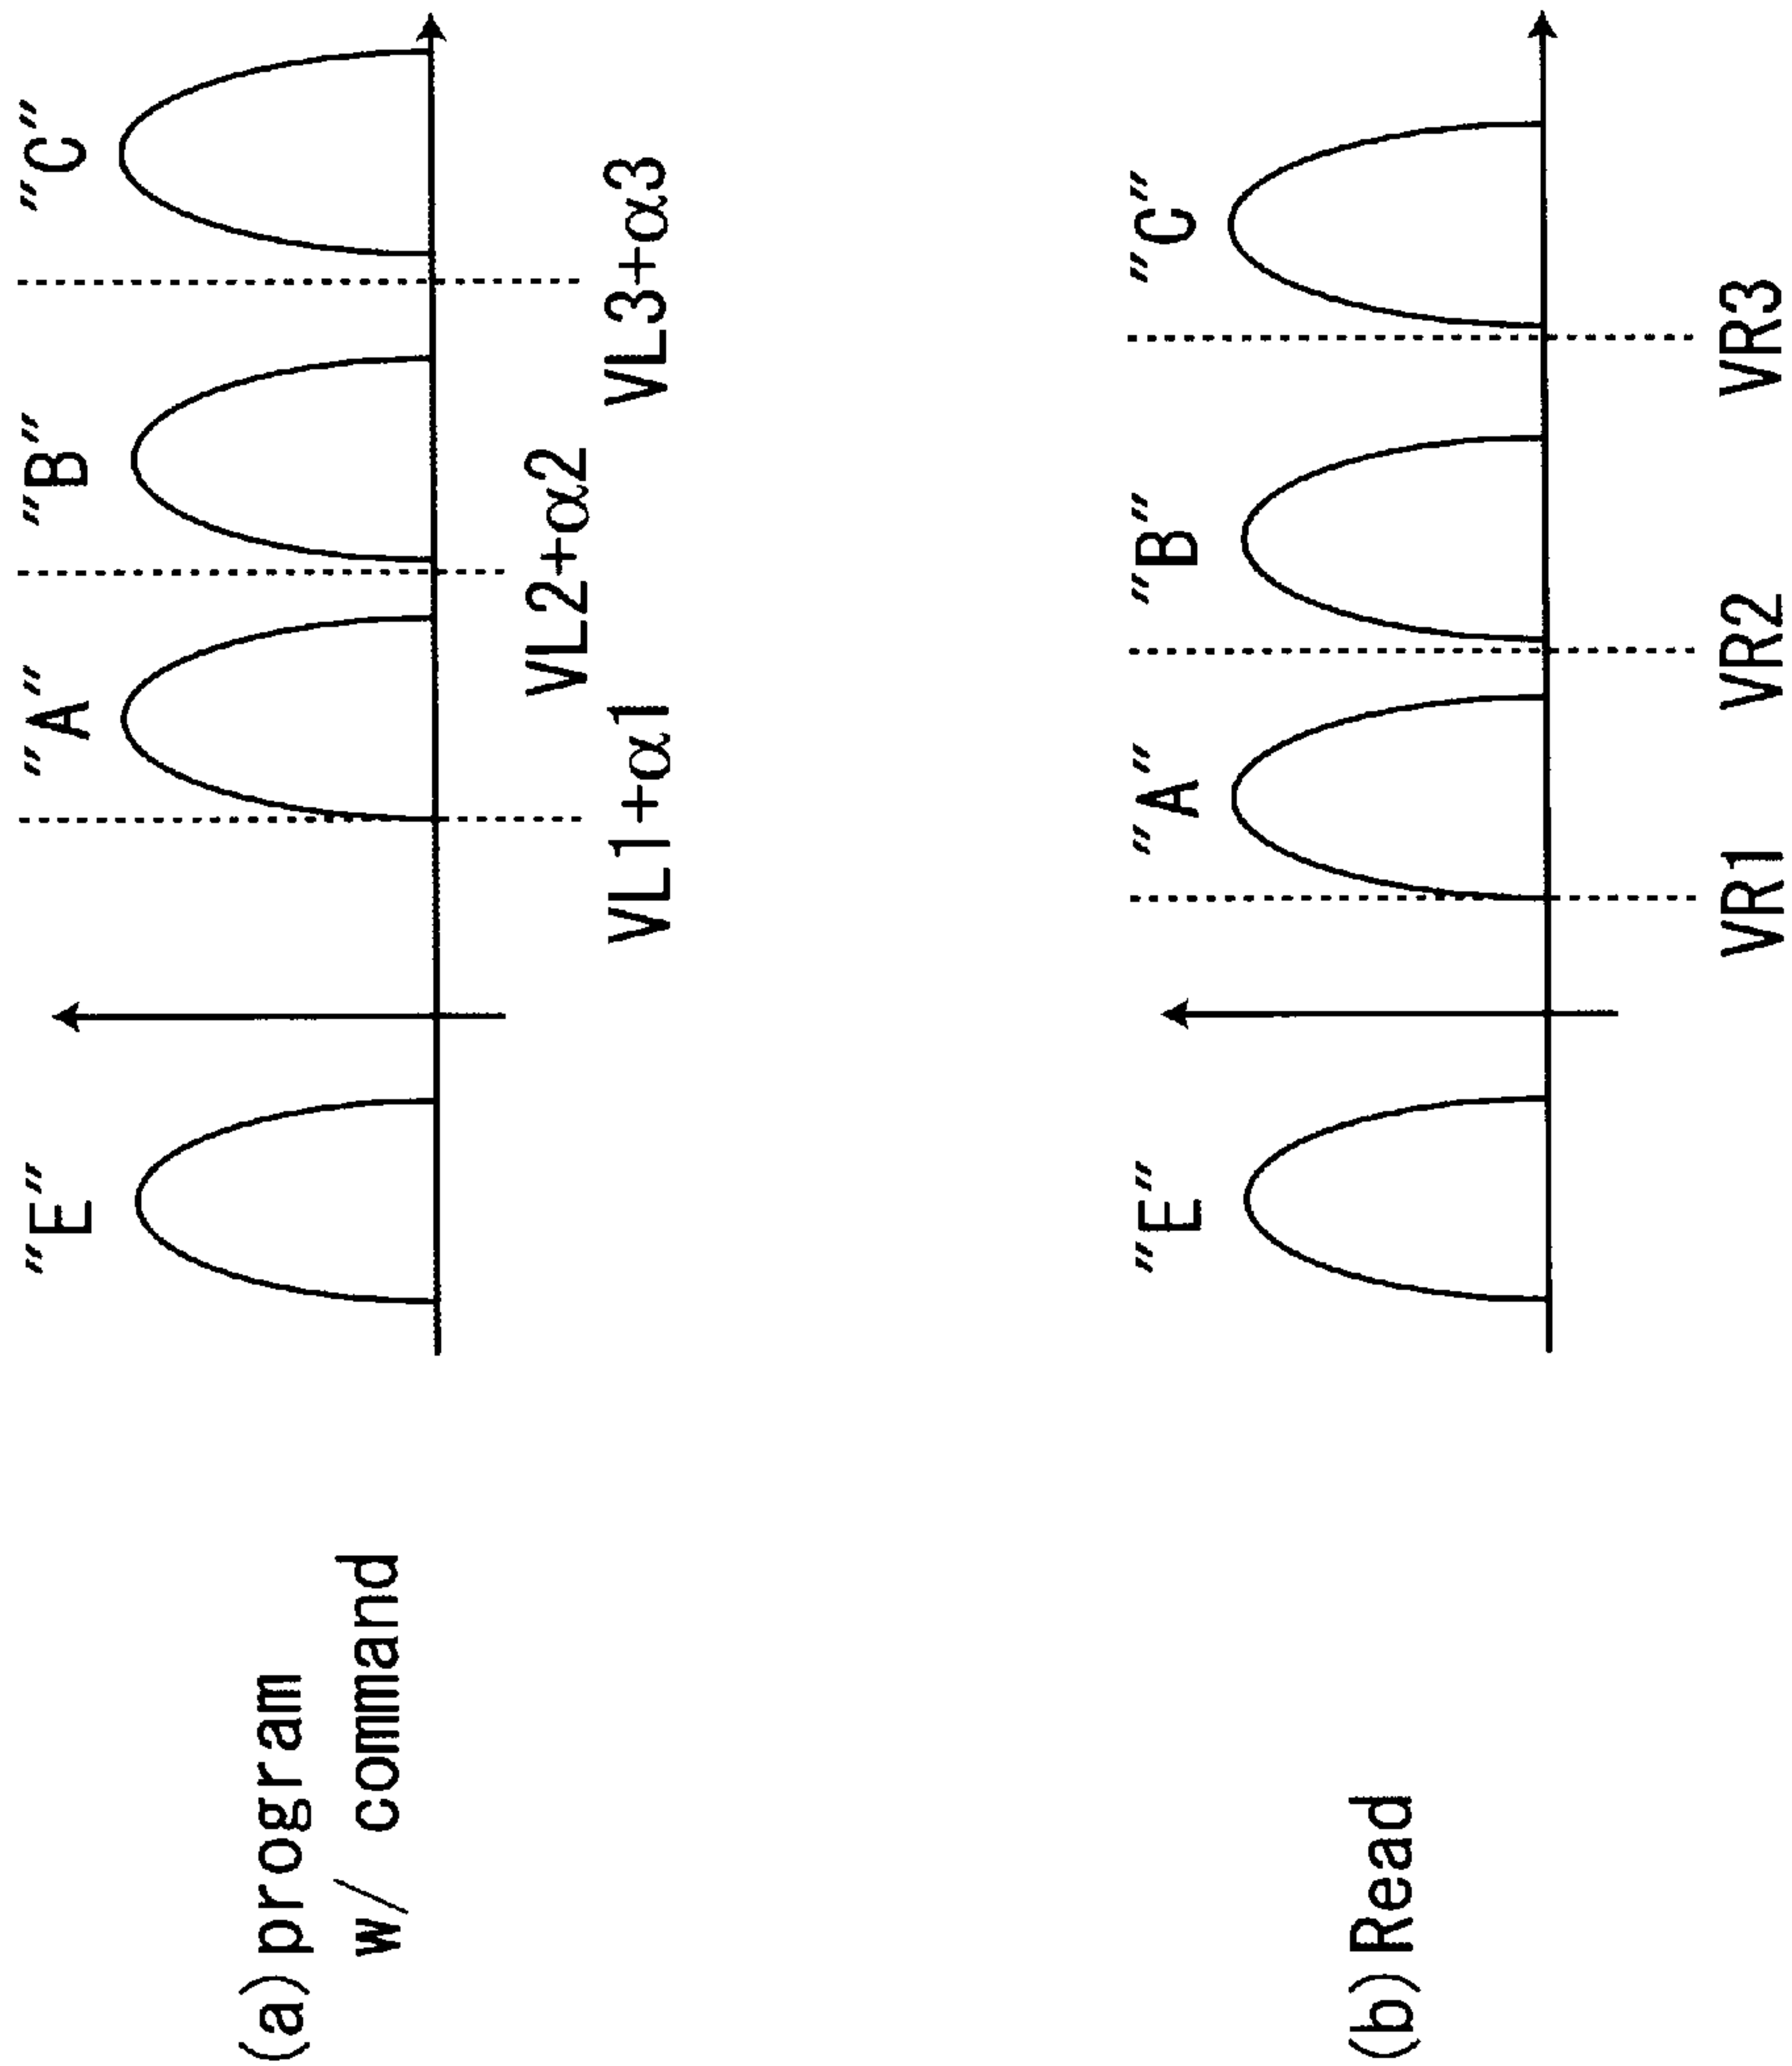 (a) program
w/ command
"E"
"A"
"B"
"C"
VL1+α1
VL2+α2
VL3+α3
(b) Read
"E"
"A"
"B"
"C"
VR1
VR2
VR3